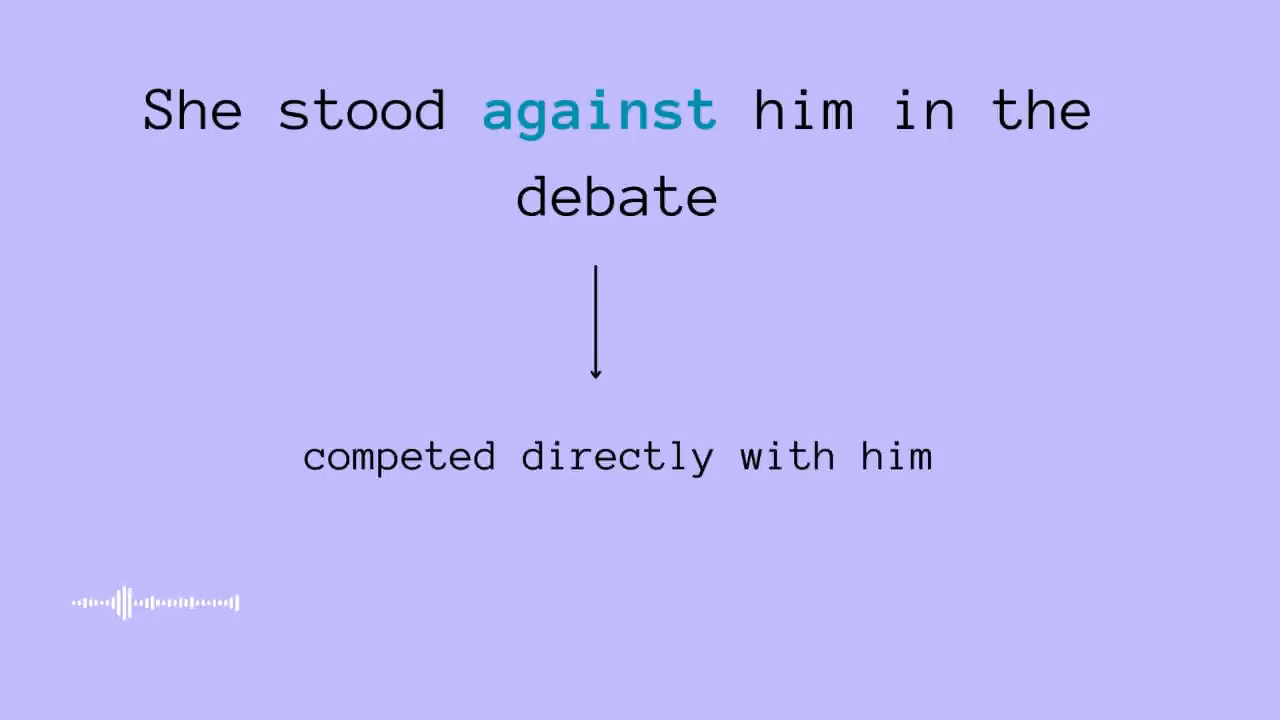 She stood against him in the
debate
competed directly with him